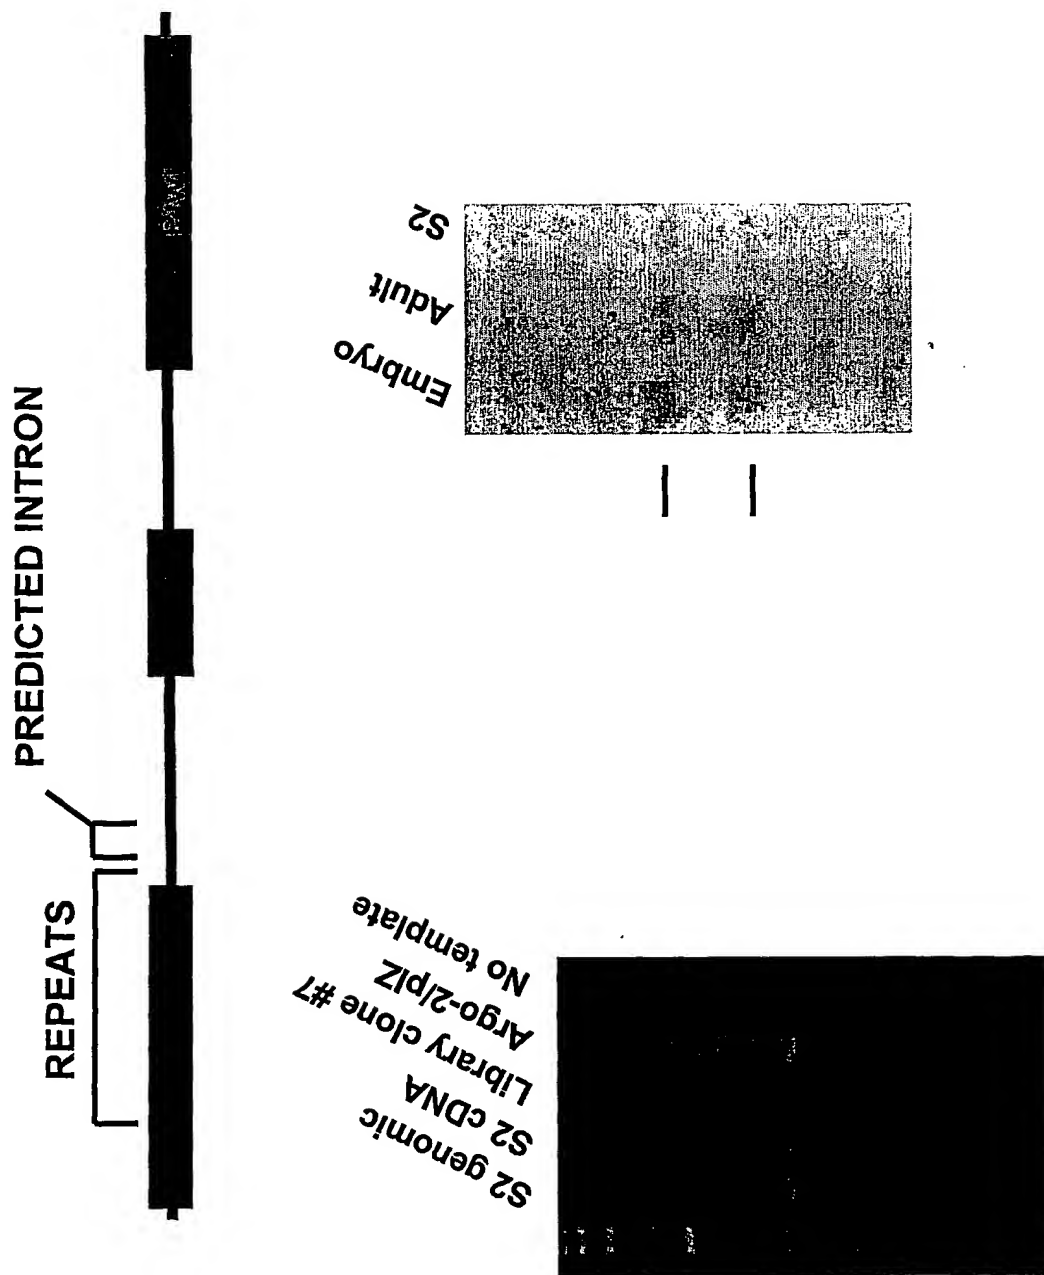 PREDICTED INTRON
REPEATS
S2 genomic
S2 cDNA
Library clone #7
Argo-2/pIZ
No template
Embryo
Adult
S2